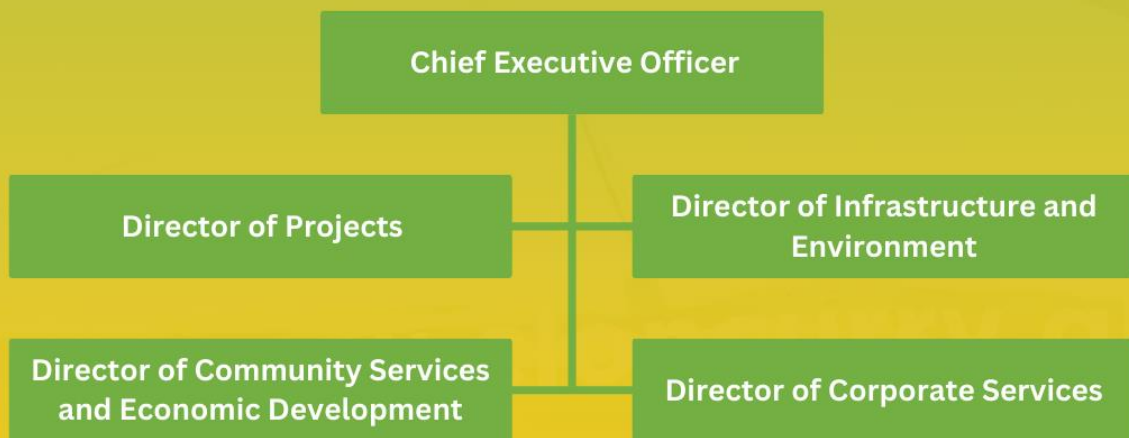 Chief Executive Officer
Director of Projects
Director of Infrastructure and
Environment
Director of Community Services
and Economic Development
Director of Corporate Services